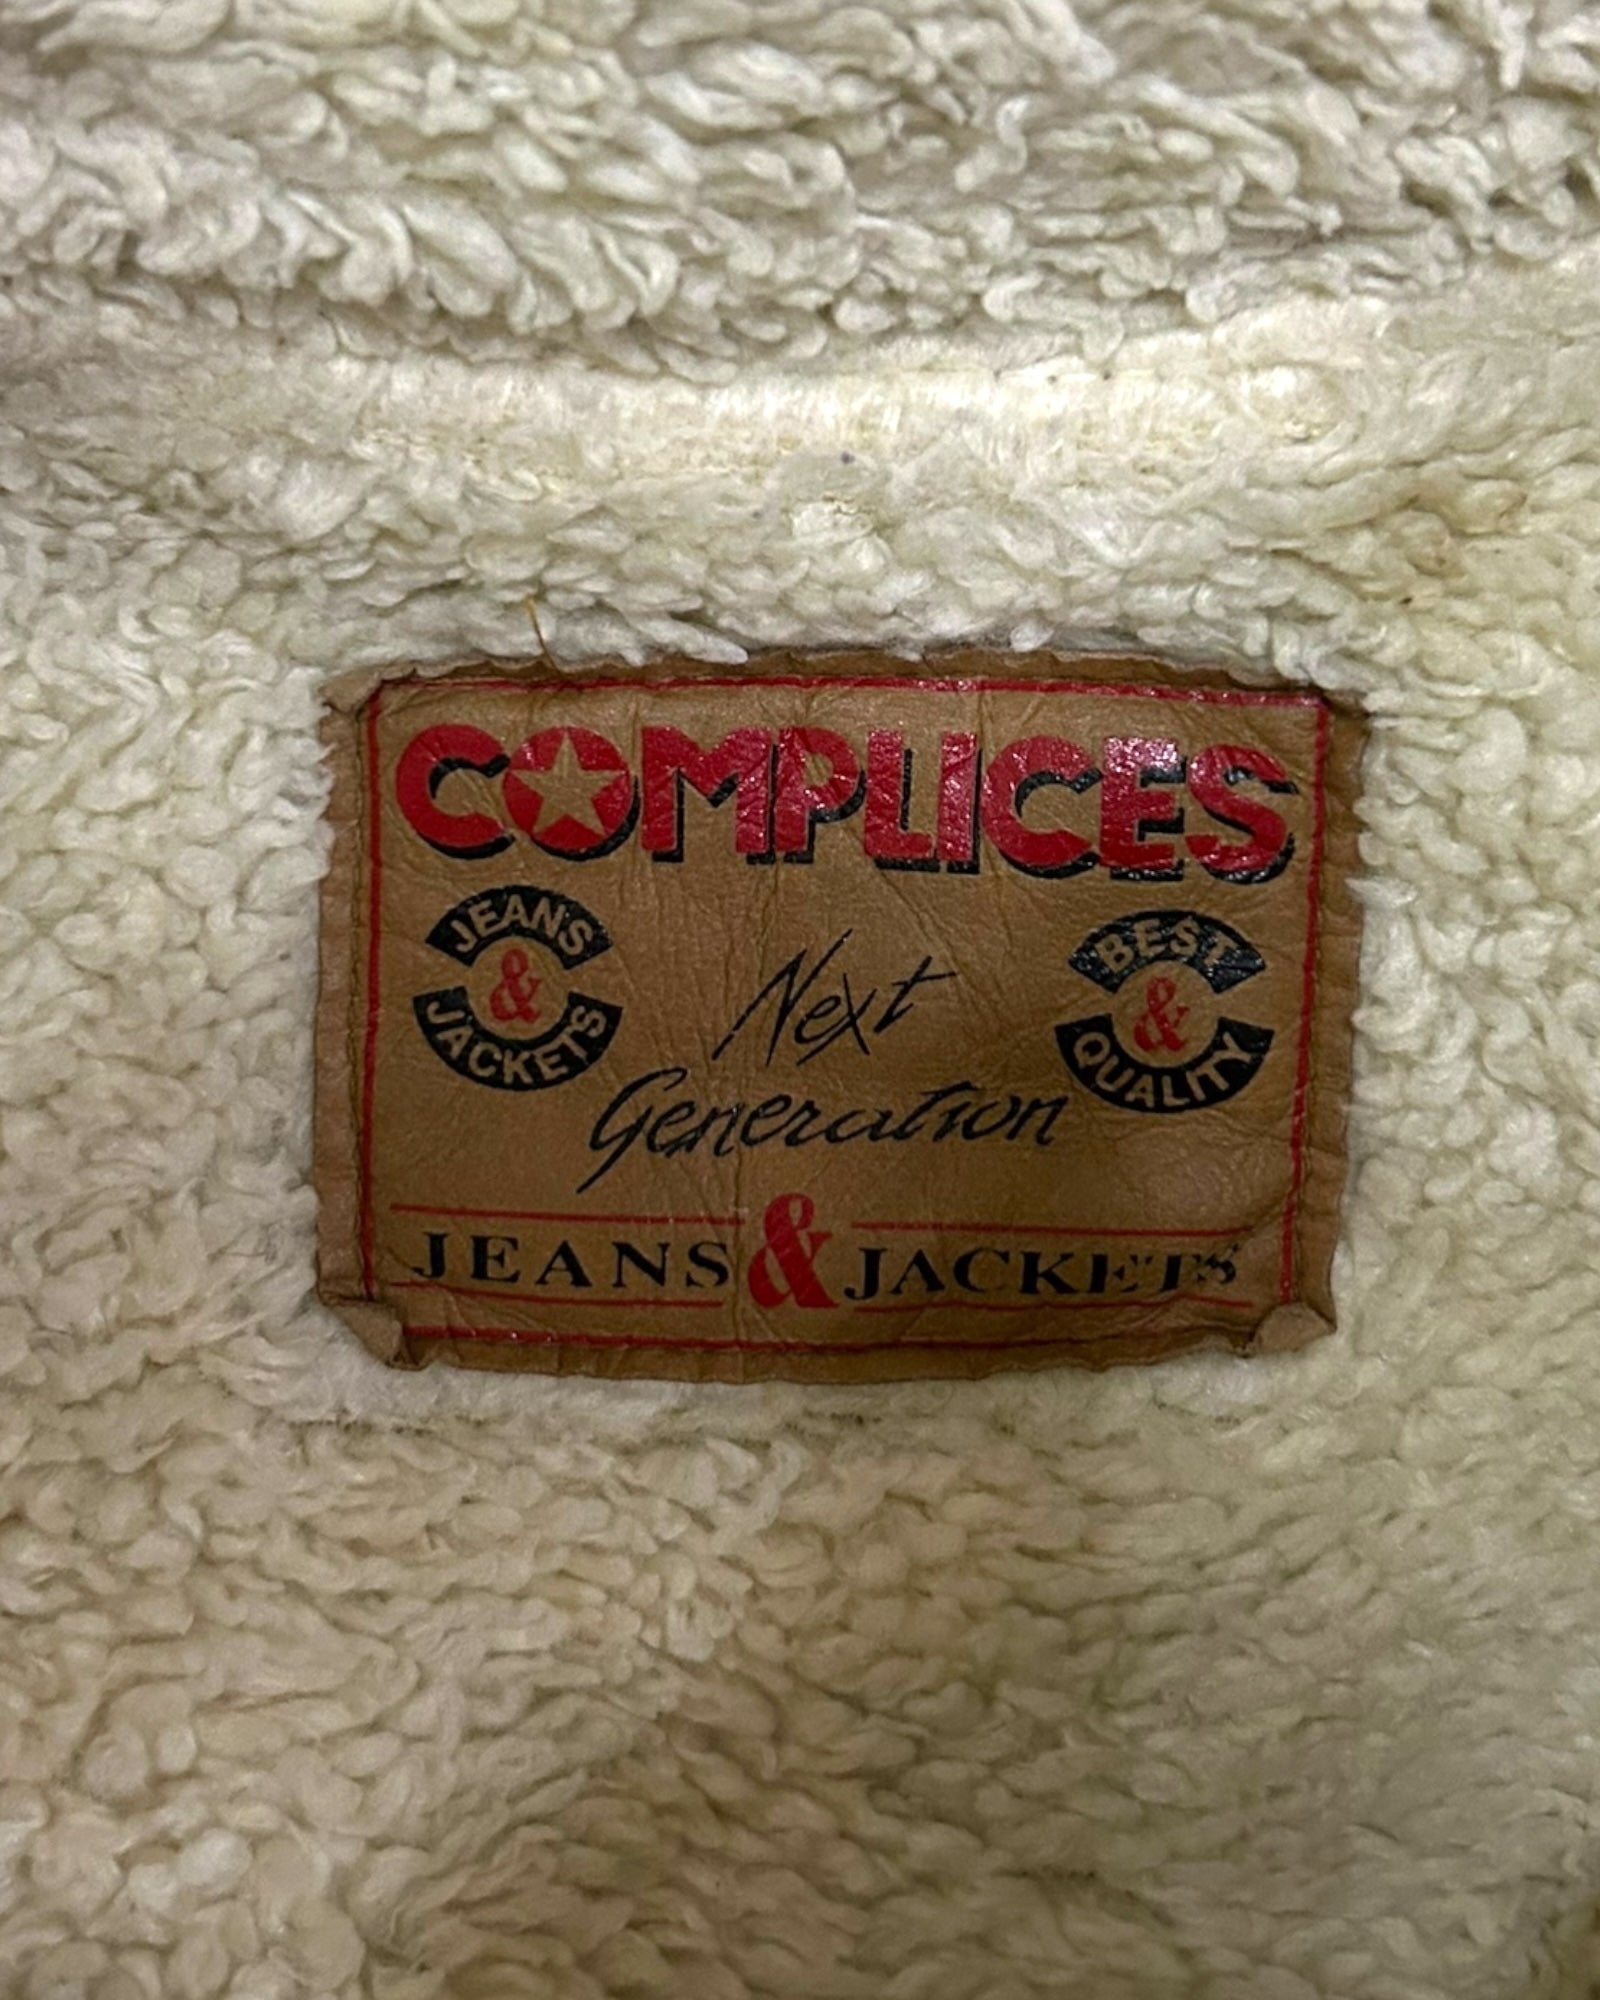 COMPLICES
JEANS
&
JACKETS
Next
Generation
BEST
&
QUALITY
JEANS & JACKETS